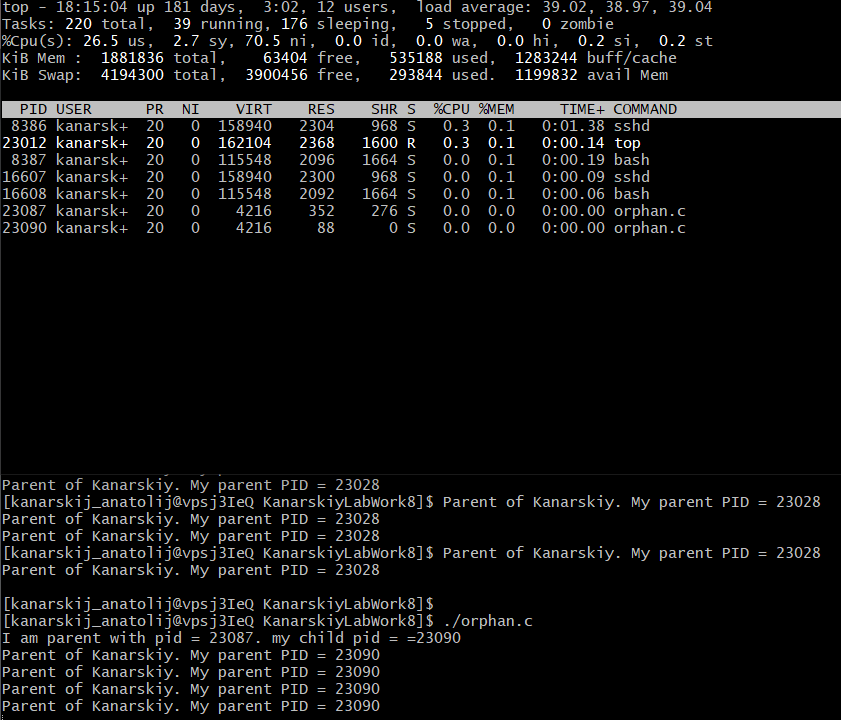 top - 18:15:04 up 181 days,  3:02, 12 users,  load average: 39.02, 38.97, 39.04
Tasks: 220 total,  39 running, 176 sleeping,   5 stopped,   0 zombie
%Cpu(s): 26.5 us,  2.7 sy, 70.5 ni,  0.0 id,  0.0 wa,  0.0 hi,  0.2 si,  0.2 st
KiB Mem :  1881836 total,    63404 free,   535188 used,  1283244 buff/cache
KiB Swap:  4194300 total,  3900456 free,   293844 used.  1199832 avail Mem
PID USER      PR  NI    VIRT    RES    SHR S  %CPU %MEM     TIME+ COMMAND
8386 kanarsk+  20   0  158940   2304    968 S   0.3  0.1   0:01.38 sshd
23012 kanarsk+  20   0  162104   2368   1600 R   0.3  0.1   0:00.14 top
8387 kanarsk+  20   0  115548   2096   1664 S   0.0  0.1   0:00.19 bash
16607 kanarsk+  20   0  158940   2300    968 S   0.0  0.1   0:00.09 sshd
16608 kanarsk+  20   0  115548   2092   1664 S   0.0  0.1   0:00.06 bash
23087 kanarsk+  20   0    4216    352    276 S   0.0  0.0   0:00.00 orphan.c
23090 kanarsk+  20   0    4216     88      0 S   0.0  0.0   0:00.00 orphan.c
Parent of Kanarskiy. My parent PID = 23028
[kanarskij_anatolij@vpsj3IeQ KanarskiyLabWork8]$ Parent of Kanarskiy. My parent PID = 23028
Parent of Kanarskiy. My parent PID = 23028
Parent of Kanarskiy. My parent PID = 23028
[kanarskij_anatolij@vpsj3IeQ KanarskiyLabWork8]$ Parent of Kanarskiy. My parent PID = 23028
Parent of Kanarskiy. My parent PID = 23028
[kanarskij_anatolij@vpsj3IeQ KanarskiyLabWork8]$
[kanarskij_anatolij@vpsj3IeQ KanarskiyLabWork8]$ ./orphan.c
I am parent with pid = 23087. my child pid = =23090
Parent of Kanarskiy. My parent PID = 23090
Parent of Kanarskiy. My parent PID = 23090
Parent of Kanarskiy. My parent PID = 23090
Parent of Kanarskiy. My parent PID = 23090